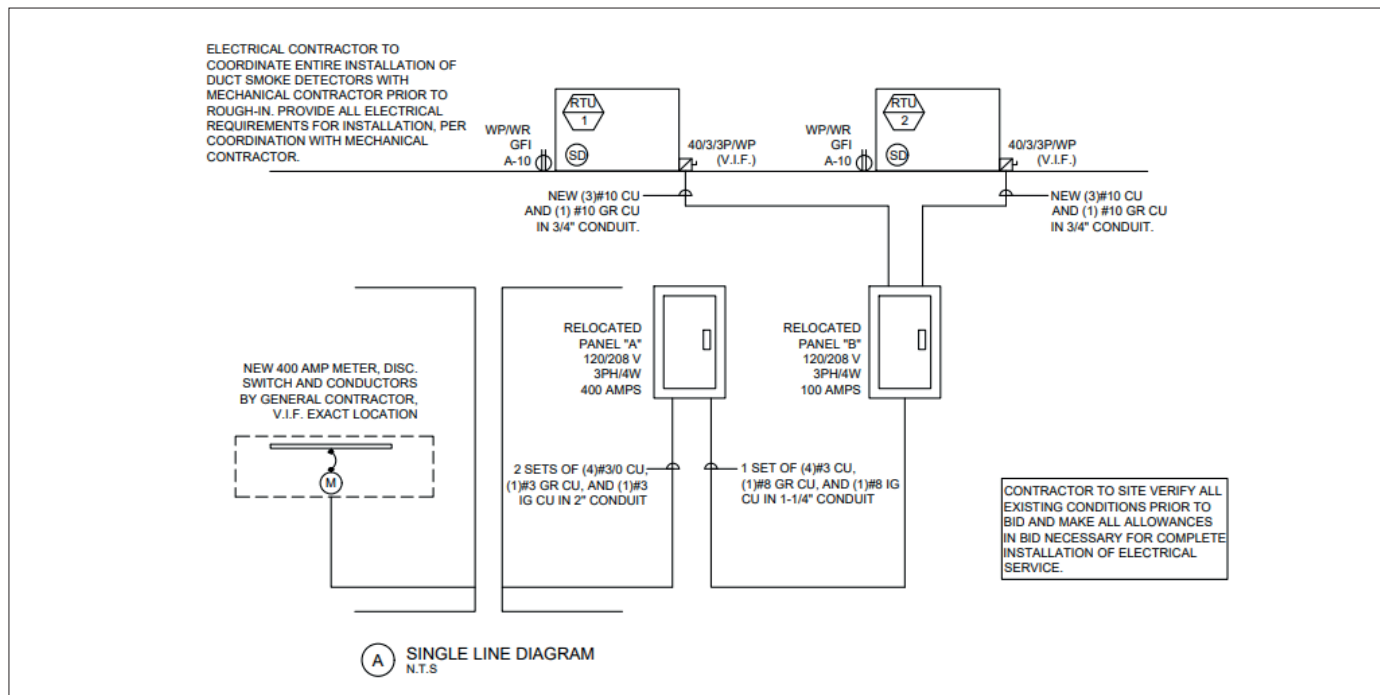 ELECTRICAL CONTRACTOR TO
COORDINATE ENTIRE INSTALLATION OF
DUCT SMOKE DETECTORS WITH
MECHANICAL CONTRACTOR PRIOR TO
ROUGH-IN. PROVIDE ALL ELECTRICAL
REQUIREMENTS FOR INSTALLATION, PER
COORDINATION WITH MECHANICAL
CONTRACTOR.
WP/WR
GFI
A-10
RTU
1
SD
40/3/3P/WP
(V.I.F.)
WP/WR
GFI
A-10
RTU
2
SD
40/3/3P/WP
(V.I.F.)
NEW (3)#10 CU
AND (1) #10 GR CU
IN 3/4" CONDUIT.
NEW (3)#10 CU
AND (1) #10 GR CU
IN 3/4" CONDUIT.
RELOCATED
PANEL "A"
120/208 V
3PH/4W
400 AMPS
RELOCATED
PANEL "B"
120/208 V
3PH/4W
100 AMPS
NEW 400 AMP METER, DISC.
SWITCH AND CONDUCTORS
BY GENERAL CONTRACTOR,
V.I.F. EXACT LOCATION
M
2 SETS OF (4)#3/0 CU,
(1)#3 GR CU, AND (1)#3
IG CU IN 2" CONDUIT
1 SET OF (4)#3 CU,
(1)#8 GR CU, AND (1)#8 IG
CU IN 1-1/4" CONDUIT
CONTRACTOR TO SITE VERIFY ALL
EXISTING CONDITIONS PRIOR TO
BID AND MAKE ALL ALLOWANCES
IN BID NECESSARY FOR COMPLETE
INSTALLATION OF ELECTRICAL
SERVICE.
A
SINGLE LINE DIAGRAM
N.T.S